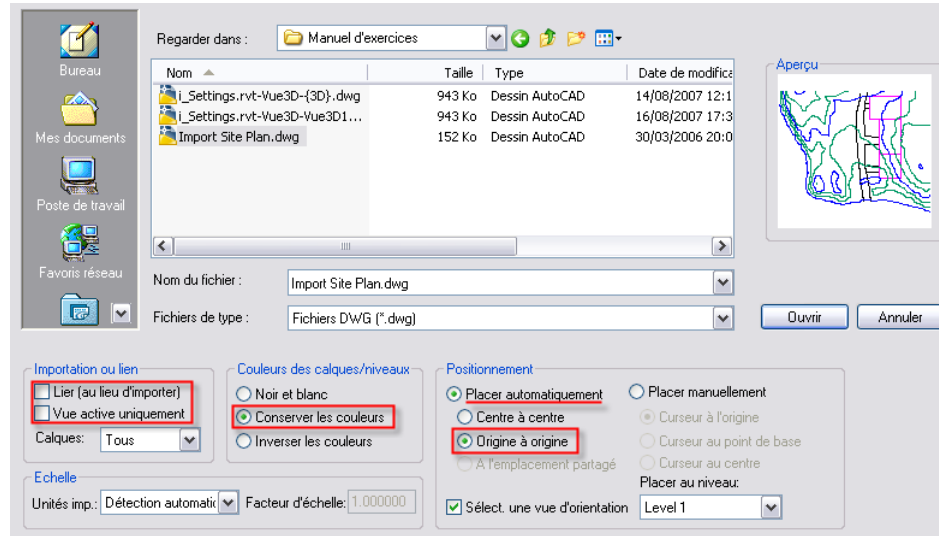 Regarder dans :
Manuel d'exercices
Bureau
Mes documents
Poste de travail
Favoris réseau
Nom
Taille
Type
Date de modifica
i_Settings.rvt-Vue3D-{3D}.dwg 943 Ko Dessin AutoCAD 14/08/2007 12:1
i_Settings.rvt-Vue3D-Vue3D1... 943 Ko Dessin AutoCAD 16/08/2007 17:3
Import Site Plan.dwg 152 Ko Dessin AutoCAD 30/03/2006 20:0
Aperçu
Nom du fichier : Import Site Plan.dwg
Fichiers de type : Fichiers DWG (*.dwg)
Ouvrir
Annuler
Importation ou lien
Lier (au lieu d'importer)
Vue active uniquement
Calques: Tous
Couleurs des calques/niveaux
Noir et blanc
Conserver les couleurs
Inverser les couleurs
Echelle
Unités imp.: Détection automatic Facteur d'échelle: 1.000000
Positionnement
Placer automatiquement
Centre à centre
Origine à origine
A l'emplacement partagé
Placer manuellement
Curseur à l'origine
Curseur au point de base
Curseur au centre
Placer au niveau:
Sélect. une vue d'orientation
Level 1